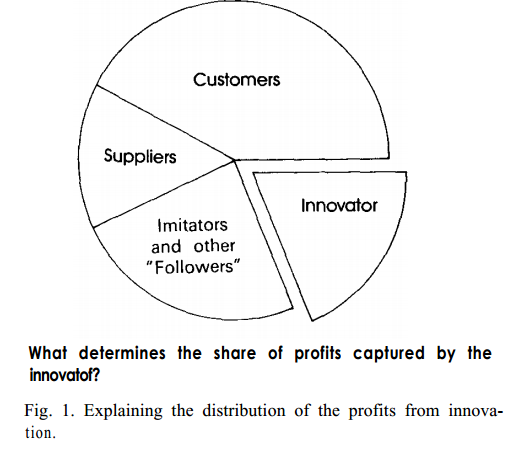 Customers
Suppliers
Innovator
Imitators
and other
"Followers"
What determines the share of profits captured by the
innovatof?
Fig. 1. Explaining the distribution of the profits from innova-
tion.